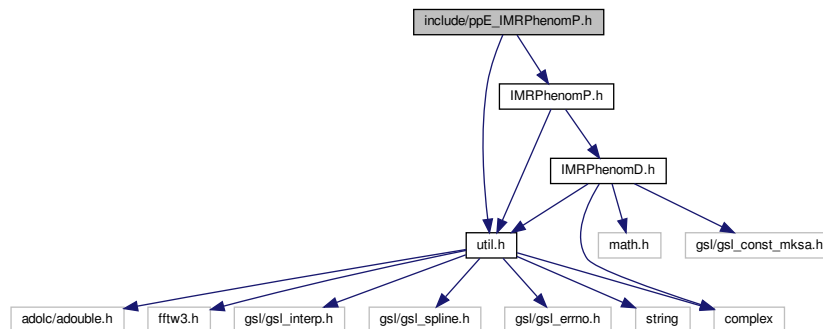 include/ppE_IMRPhenomP.h
IMRPhenomP.h
IMRPhenomD.h
util.h
math.h
gsl/gsl_const_mksa.h
adolc/adouble.h
fftw3.h
gsl/gsl_interp.h
gsl/gsl_spline.h
gsl/gsl_errno.h
string
complex